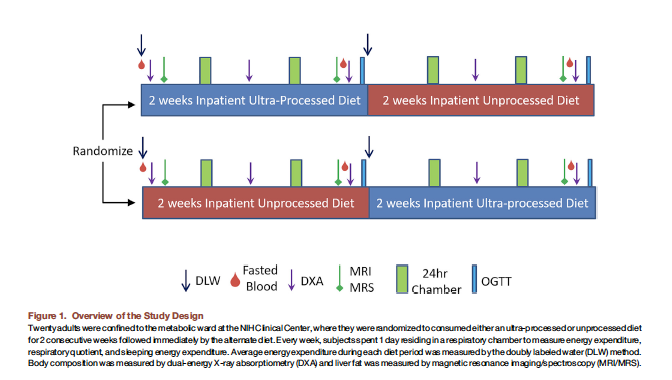 2 weeks Inpatient Ultra-Processed Diet
2 weeks Inpatient Unprocessed Diet
Randomize
2 weeks Inpatient Unprocessed Diet
2 weeks Inpatient Ultra-processed Diet
DLW
Fasted
Blood
DXA
MRI
MRS
24hr
Chamber
OGTT
Figure 1. Overview of the Study Design
Twenty adults were confined to the metabolic ward at the NIH Clinical Center, where they were randomized to consumed either an ultra-processed or unprocessed diet
for 2 consecutive weeks followed immediately by the alternate diet. Every week, subjects spent 1 day residing in a respiratory chamber to measure energy expenditure,
respiratory quotient, and sleeping energy expenditure. Average energy expenditure during each diet period was measured by the doubly labeled water (DLW) method.
Body composition was measured by dual-energy X-ray absorptiometry (DXA) and liver fat was measured by magnetic resonance imaging/spectroscopy (MRI/MRS).